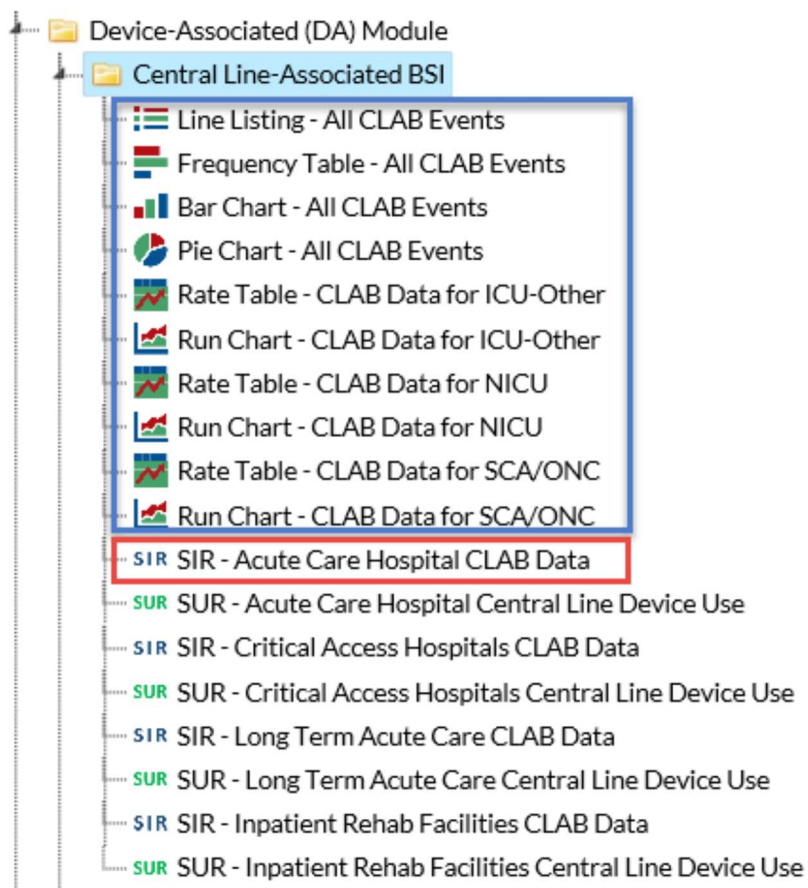 Device-Associated (DA) Module
Central Line-Associated BSI
Line Listing - All CLAB Events
Frequency Table - All CLAB Events
Bar Chart - All CLAB Events
Pie Chart - All CLAB Events
Rate Table - CLAB Data for ICU-Other
Run Chart - CLAB Data for ICU-Other
Rate Table - CLAB Data for NICU
Run Chart - CLAB Data for NICU
Rate Table - CLAB Data for SCA/ONC
Run Chart - CLAB Data for SCA/ONC
SIR SIR - Acute Care Hospital CLAB Data
SUR SUR - Acute Care Hospital Central Line Device Use
SIR SIR - Critical Access Hospitals CLAB Data
SUR SUR - Critical Access Hospitals Central Line Device Use
SIR SIR - Long Term Acute Care CLAB Data
SUR SUR - Long Term Acute Care Central Line Device Use
SIR SIR - Inpatient Rehab Facilities CLAB Data
SUR SUR - Inpatient Rehab Facilities Central Line Device Use